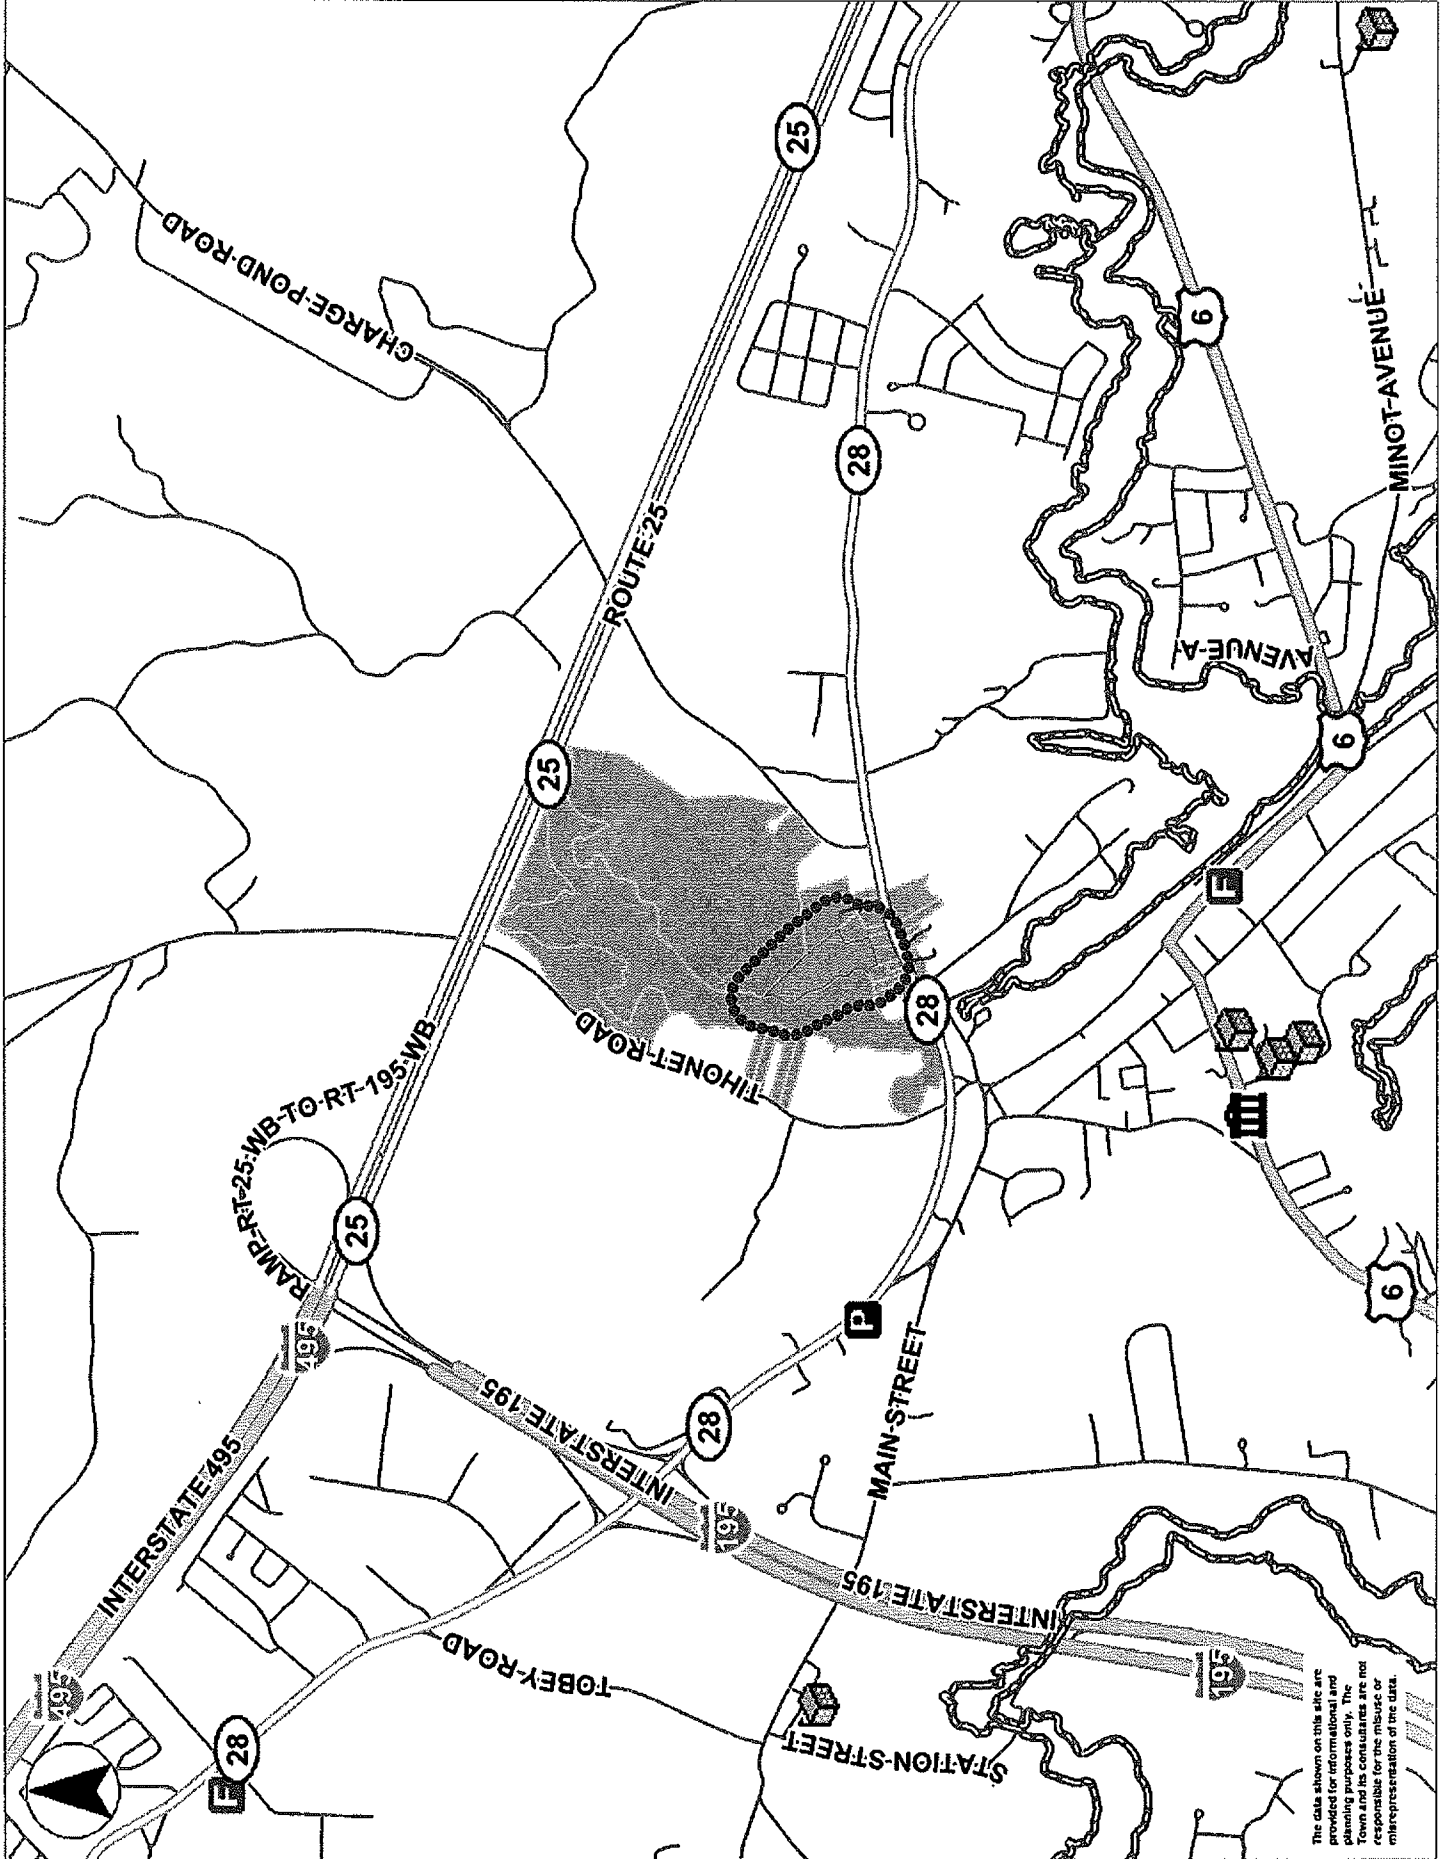 495
INTERSTATE 495
28
F
TOBEY-ROAD
STATION-STREET
INTERSTATE 195
195
INTERSTATE 195
195
MAIN-STREET
28
P
495
RAMP-RT-25-WB-TO-RT-195-WB
25
6
TIHONET-ROAD
28
25
F
6
CHARGE-POND-ROAD
ROUTE-25
28
AVENUE-A
MINOT-AVENUE
6
25
The data shown on this site are
provided for informational and
planning purposes only. The
Town and its consultants are not
responsible for the misuse or
misrepresentation of the data.